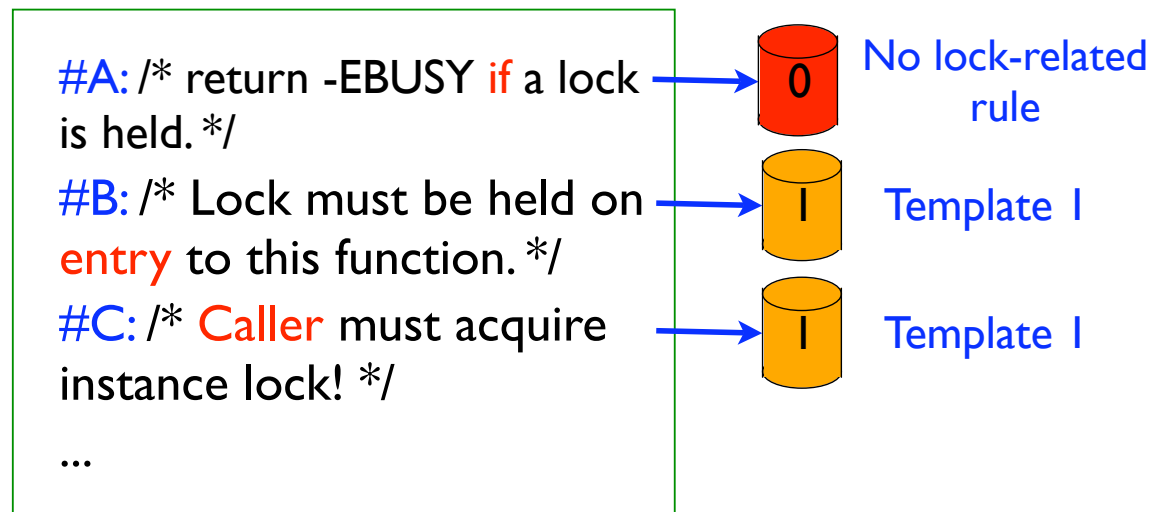 #A: /* return -EBUSY if a lock
is held. */
0
No lock-related
rule
#B: /* Lock must be held on
entry to this function. */
1
Template 1
#C: /* Caller must acquire
instance lock! */
1
Template 1
...